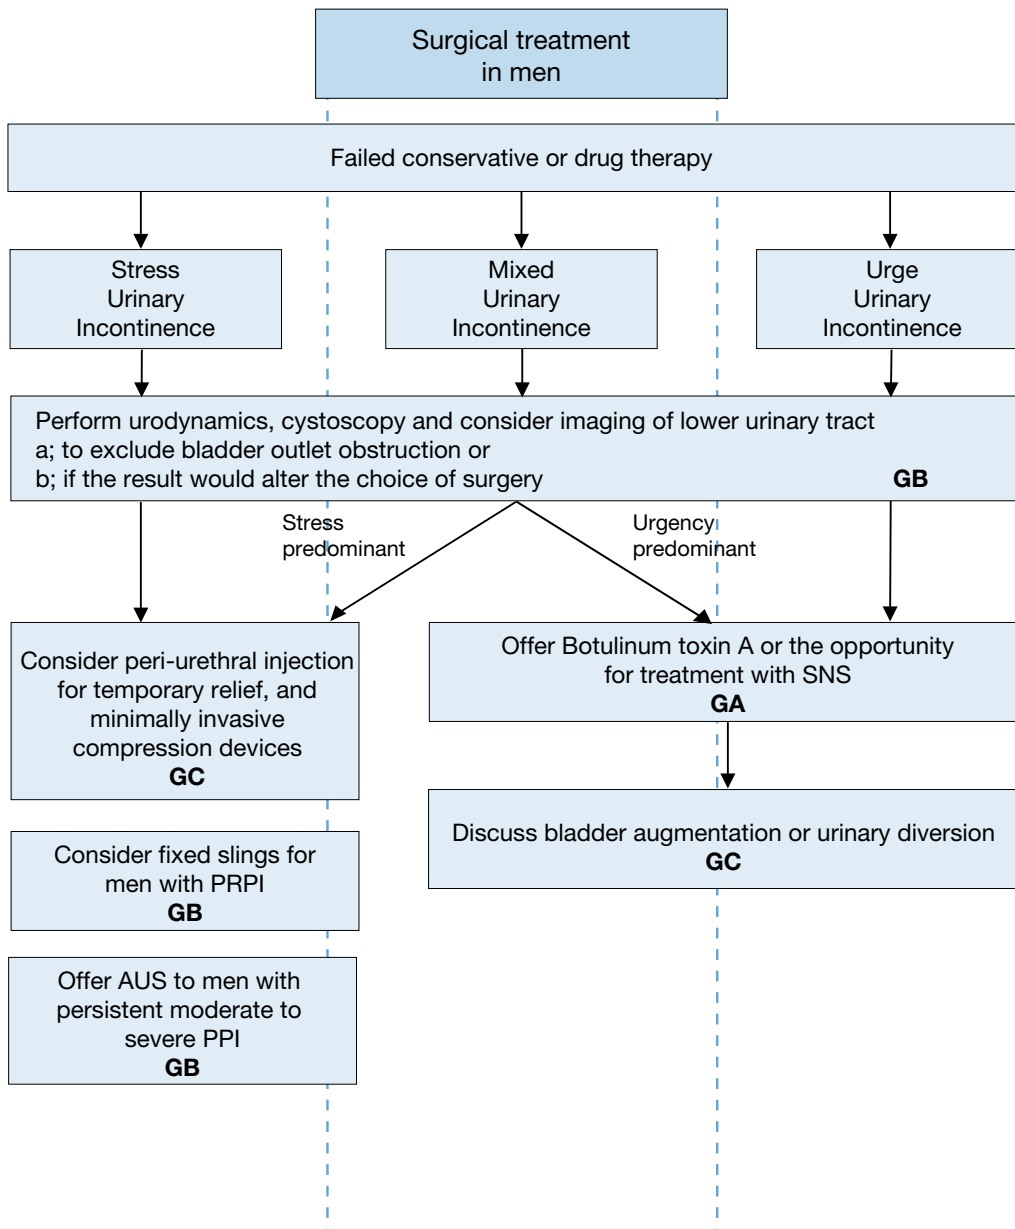 Surgical treatment
in men
Failed conservative or drug therapy
Stress
Urinary
Incontinence
Mixed
Urinary
Incontinence
Urge
Urinary
Incontinence
Perform urodynamics, cystoscopy and consider imaging of lower urinary tract
a; to exclude bladder outlet obstruction or
b; if the result would alter the choice of surgery GB
Stress
predominant
Urgency
predominant
Consider peri-urethral injection
for temporary relief, and
minimally invasive
compression devices
GC
Offer Botulinum toxin A or the opportunity
for treatment with SNS
GA
Discuss bladder augmentation or urinary diversion
GC
Consider fixed slings for
men with PRPI
GB
Offer AUS to men with
persistent moderate to
severe PPI
GB